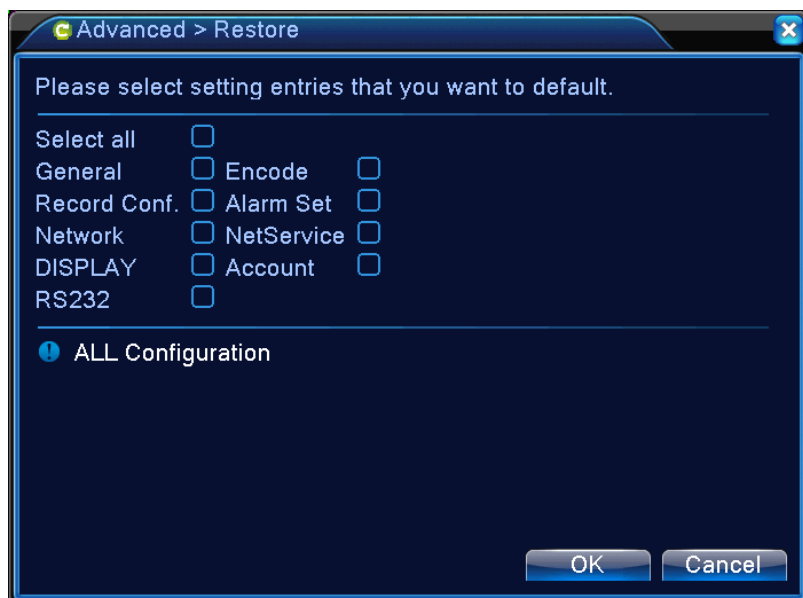 Advanced > Restore
Please select setting entries that you want to default.
Select all
General Encode
Record Conf. Alarm Set
Network NetService
DISPLAY Account
RS232
ALL Configuration
OK Cancel